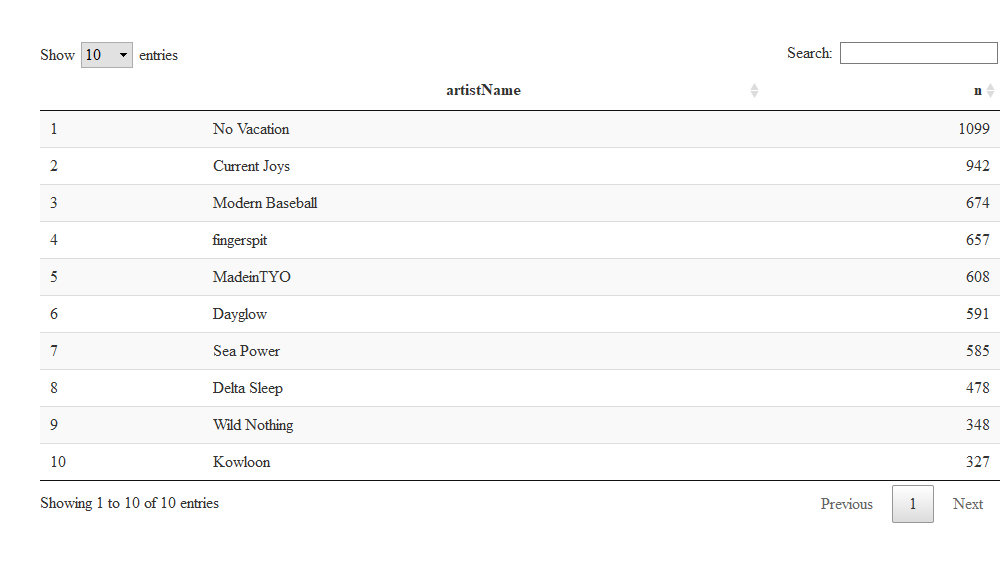 Show 10 entries Search:
artistName n
1 No Vacation 1099
2 Current Joys 942
3 Modern Baseball 674
4 fingerspit 657
5 MadeinTYO 608
6 Dayglow 591
7 Sea Power 585
8 Delta Sleep 478
9 Wild Nothing 348
10 Kowloon 327
Showing 1 to 10 of 10 entries Previous 1 Next